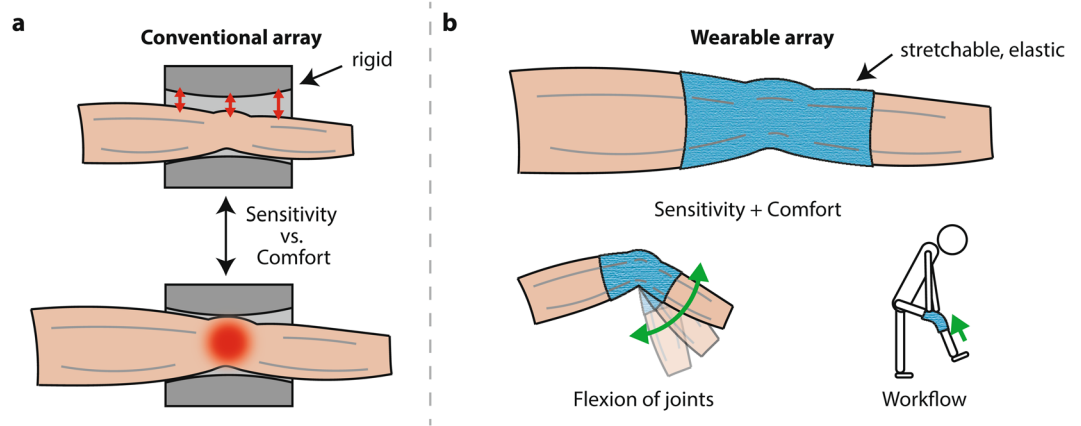 a
Conventional array
rigid
Sensitivity
vs.
Comfort
b
Wearable array
stretchable, elastic
Sensitivity + Comfort
Flexion of joints
Workflow